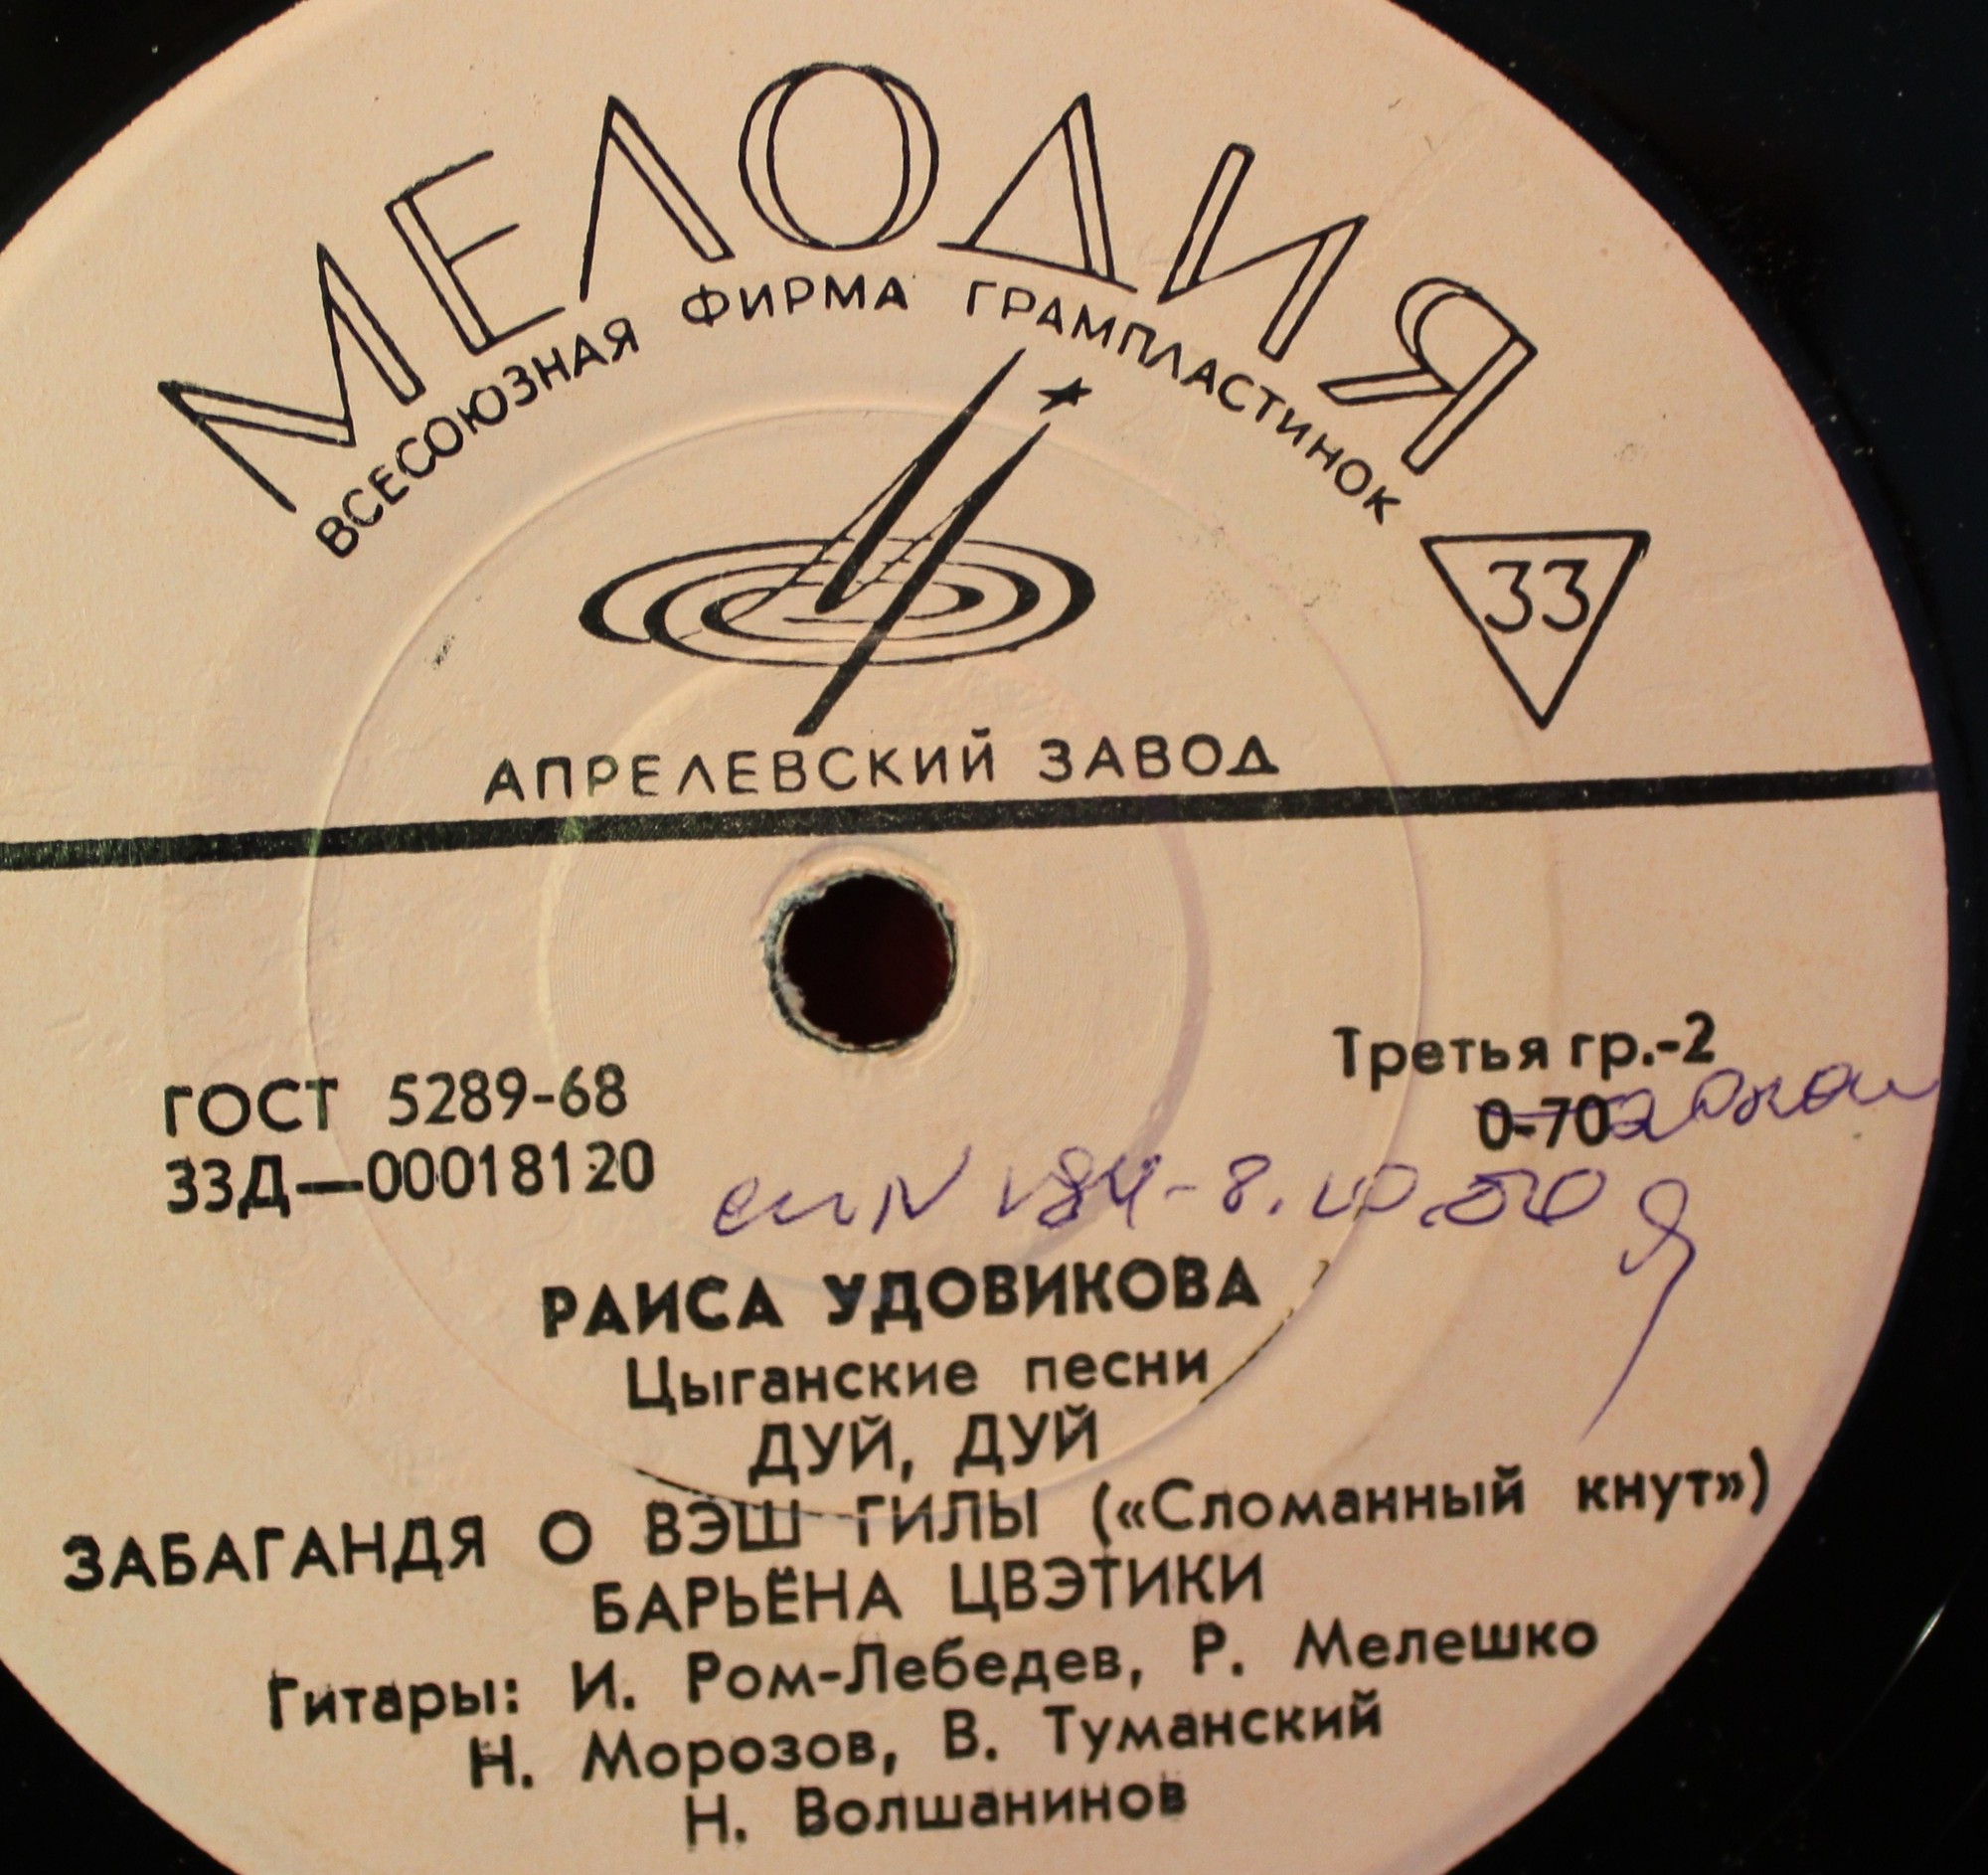 МЕЛОДИЯ
ВСЕСОЮЗНАЯ ФИРМА ГРАМПЛАСТИНОК
33
АПРЕЛЕВСКИЙ ЗАВОД
Третья гр.-2
ГОСТ 5289-68
0-70
33Д—00018120
РАИСА УДОВИКОВА
Цыганские песни
ДУЙ, ДУЙ
ЗАБАГАНДЯ О ВЭШ ГИЛЫ («Сломанный кнут»)
БАРЬЁНА ЦВЭТИКИ
Гитары: И. Ром-Лебедев, Р. Мелешко
Н. Морозов, В. Туманский
Н. Волшанинов